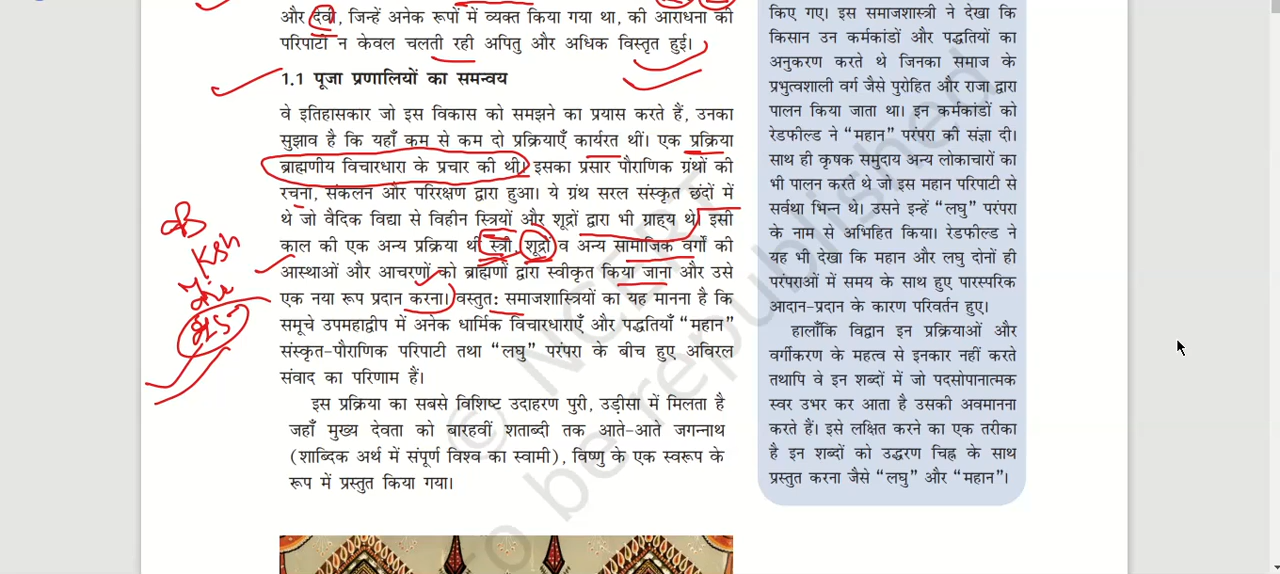 और देवी, जिन्हें अनेक रूपों में व्यक्त किया गया था, की आराधना की
परिपाटी न केवल चलती रही अपितु और अधिक विस्तृत हुई।
1.1 पूजा प्रणालियों का समन्वय
वे इतिहासकार जो इस विकास को समझने का प्रयास करते हैं, उनका
सुझाव है कि यहाँ कम से कम दो प्रक्रियाएँ कार्यरत थीं। एक प्रक्रिया
ब्राह्मणीय विचारधारा के प्रचार की थी। इसका प्रसार पौराणिक ग्रंथों की
रचना, संकलन और परिरक्षण द्वारा हुआ। ये ग्रंथ सरल संस्कृत छंदों में
थे जो वैदिक विद्या से विहीन स्त्रियों और शूद्रों द्वारा भी ग्राह्य थे। इसी
काल की एक अन्य प्रक्रिया थी स्त्री, शूद्रों व अन्य सामाजिक वर्गों की
आस्थाओं और आचरणों को ब्राह्मणों द्वारा स्वीकृत किया जाना और उसे
एक नया रूप प्रदान करना। वस्तुत: समाजशास्त्रियों का यह मानना है कि
समूचे उपमहाद्वीप में अनेक धार्मिक विचारधाराएँ और पद्धतियाँ “महान”
संस्कृत-पौराणिक परिपाटी तथा “लघु” परंपरा के बीच हुए अविरल
संवाद का परिणाम हैं।
इस प्रक्रिया का सबसे विशिष्ट उदाहरण पुरी, उड़ीसा में मिलता है
जहाँ मुख्य देवता को बारहवीं शताब्दी तक आते-आते जगन्नाथ
(शाब्दिक अर्थ में संपूर्ण विश्व का स्वामी), विष्णु के एक स्वरूप के
रूप में प्रस्तुत किया गया।
किए गए। इस समाजशास्त्री ने देखा कि
किसान उन कर्मकांडों और पद्धतियों का
अनुकरण करते थे जिनका समाज के
प्रभुत्वशाली वर्ग जैसे पुरोहित और राजा द्वारा
पालन किया जाता था। इन कर्मकांडों को
रेडफील्ड ने “महान” परंपरा की संज्ञा दी।
साथ ही कृषक समुदाय अन्य लोकाचारों का
भी पालन करते थे जो इस महान परिपाटी से
सर्वथा भिन्न थे। उसने इन्हें “लघु” परंपरा
के नाम से अभिहित किया। रेडफील्ड ने
यह भी देखा कि महान और लघु दोनों ही
परंपराओं में समय के साथ हुए पारस्परिक
आदान-प्रदान के कारण परिवर्तन हुए।
हालाँकि विद्वान इन प्रक्रियाओं और
वर्गीकरण के महत्व से इनकार नहीं करते
तथापि वे इन शब्दों में जो पदसोपानात्मक
स्वर उभर कर आता है उसकी अवमानना
करते हैं। इसे लक्षित करने का एक तरीका
है इन शब्दों को उद्धरण चिह्न के साथ
प्रस्तुत करना जैसे “लघु” और “महान”।
© NCERT
to be republished